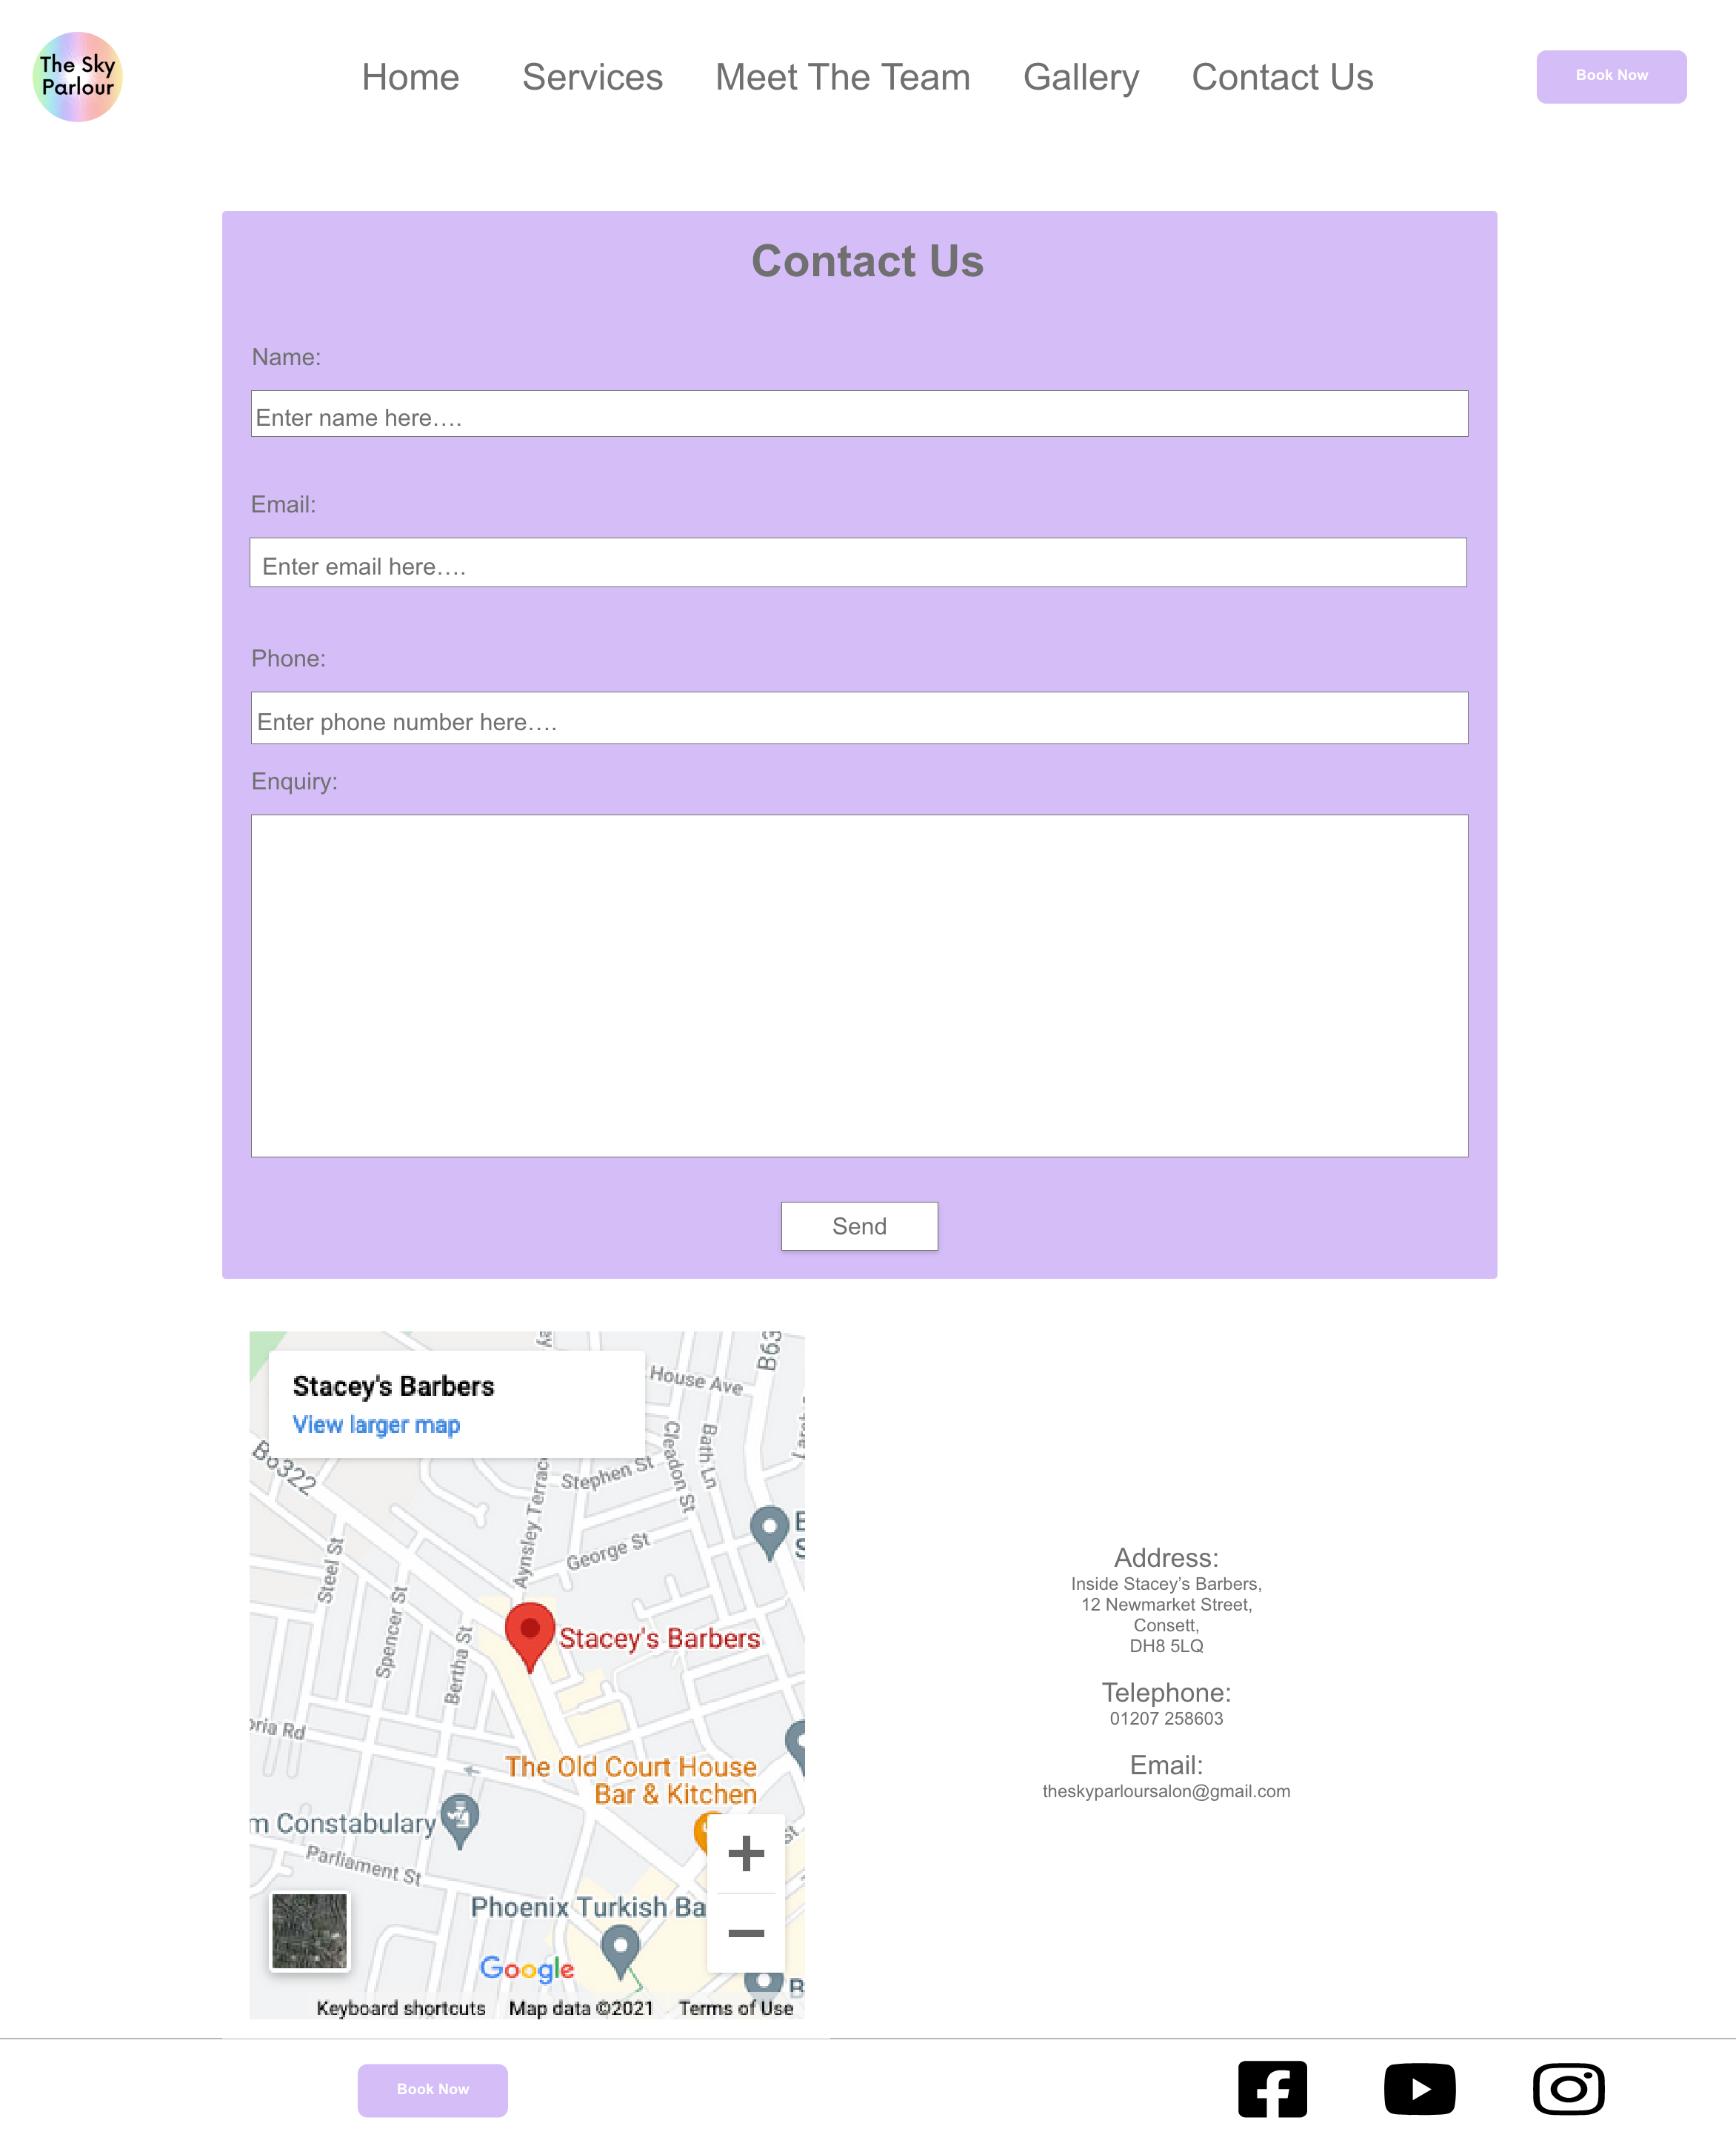 The Sky
Parlour
Home
Services
Meet The Team
Gallery
Contact Us
Book Now
Contact Us
Name:
Enter name here....
Email:
Enter email here....
Phone:
Enter phone number here....
Enquiry:
Send
Stacey's Barbers
View larger map
House Ave
B63
B6322
Stephen St
Cleadon St
Bath Ln
Aynsley Terrac
George St
Steel St
Spencer St
Bertha St
Stacey's Barbers
oria Rd
The Old Court House
Bar & Kitchen
m Constabulary
Parliament St
St
Phoenix Turkish Ba
Google
B
Keyboard shortcuts
Map data ©2021
Terms of Use
Address:
Inside Stacey’s Barbers,
12 Newmarket Street,
Consett,
DH8 5LQ
Telephone:
01207 258603
Email:
theskyparloursalon@gmail.com
Book Now